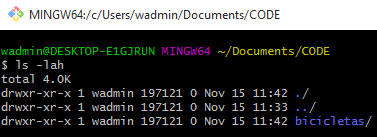 MINGW64:/c/Users/wadmin/Documents/CODE
wadmin@DESKTOP-E1GJRUN MINGW64 ~/Documents/CODE
$ ls -lah
total 4.0K
drwxr-xr-x 1 wadmin 197121 0 Nov 15 11:42 ./
drwxr-xr-x 1 wadmin 197121 0 Nov 15 11:33 ../
drwxr-xr-x 1 wadmin 197121 0 Nov 15 11:42 bicicletas/